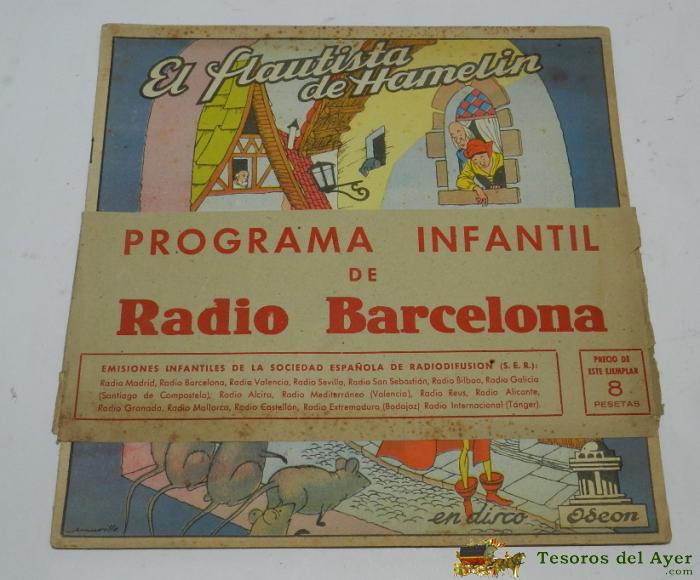 El flautista
de Hamelin
PROGRAMA INFANTIL
DE
Radio Barcelona
EMISIONES INFANTILES DE LA SOCIEDAD ESPAÑOLA DE RADIODIFUSION (S. E. R.):
Radio Madrid, Radio Barcelona, Radio Valencia, Radio Sevilla, Radio San Sebastián, Radio Bilbao, Radio Galicia
(Santiago de Compostela), Radio Alcira, Radio Mediterráneo (Valencia), Radio Reus, Radio Alicante,
Radio Granada, Radio Mallorca, Radio Castellón, Radio Extremadura (Badajoz) Radio Internacional (Tánger).
PRECIO DE
ESTE EJEMPLAR
8
PESETAS
en disco Odeon
Tesoros del Ayer
.com